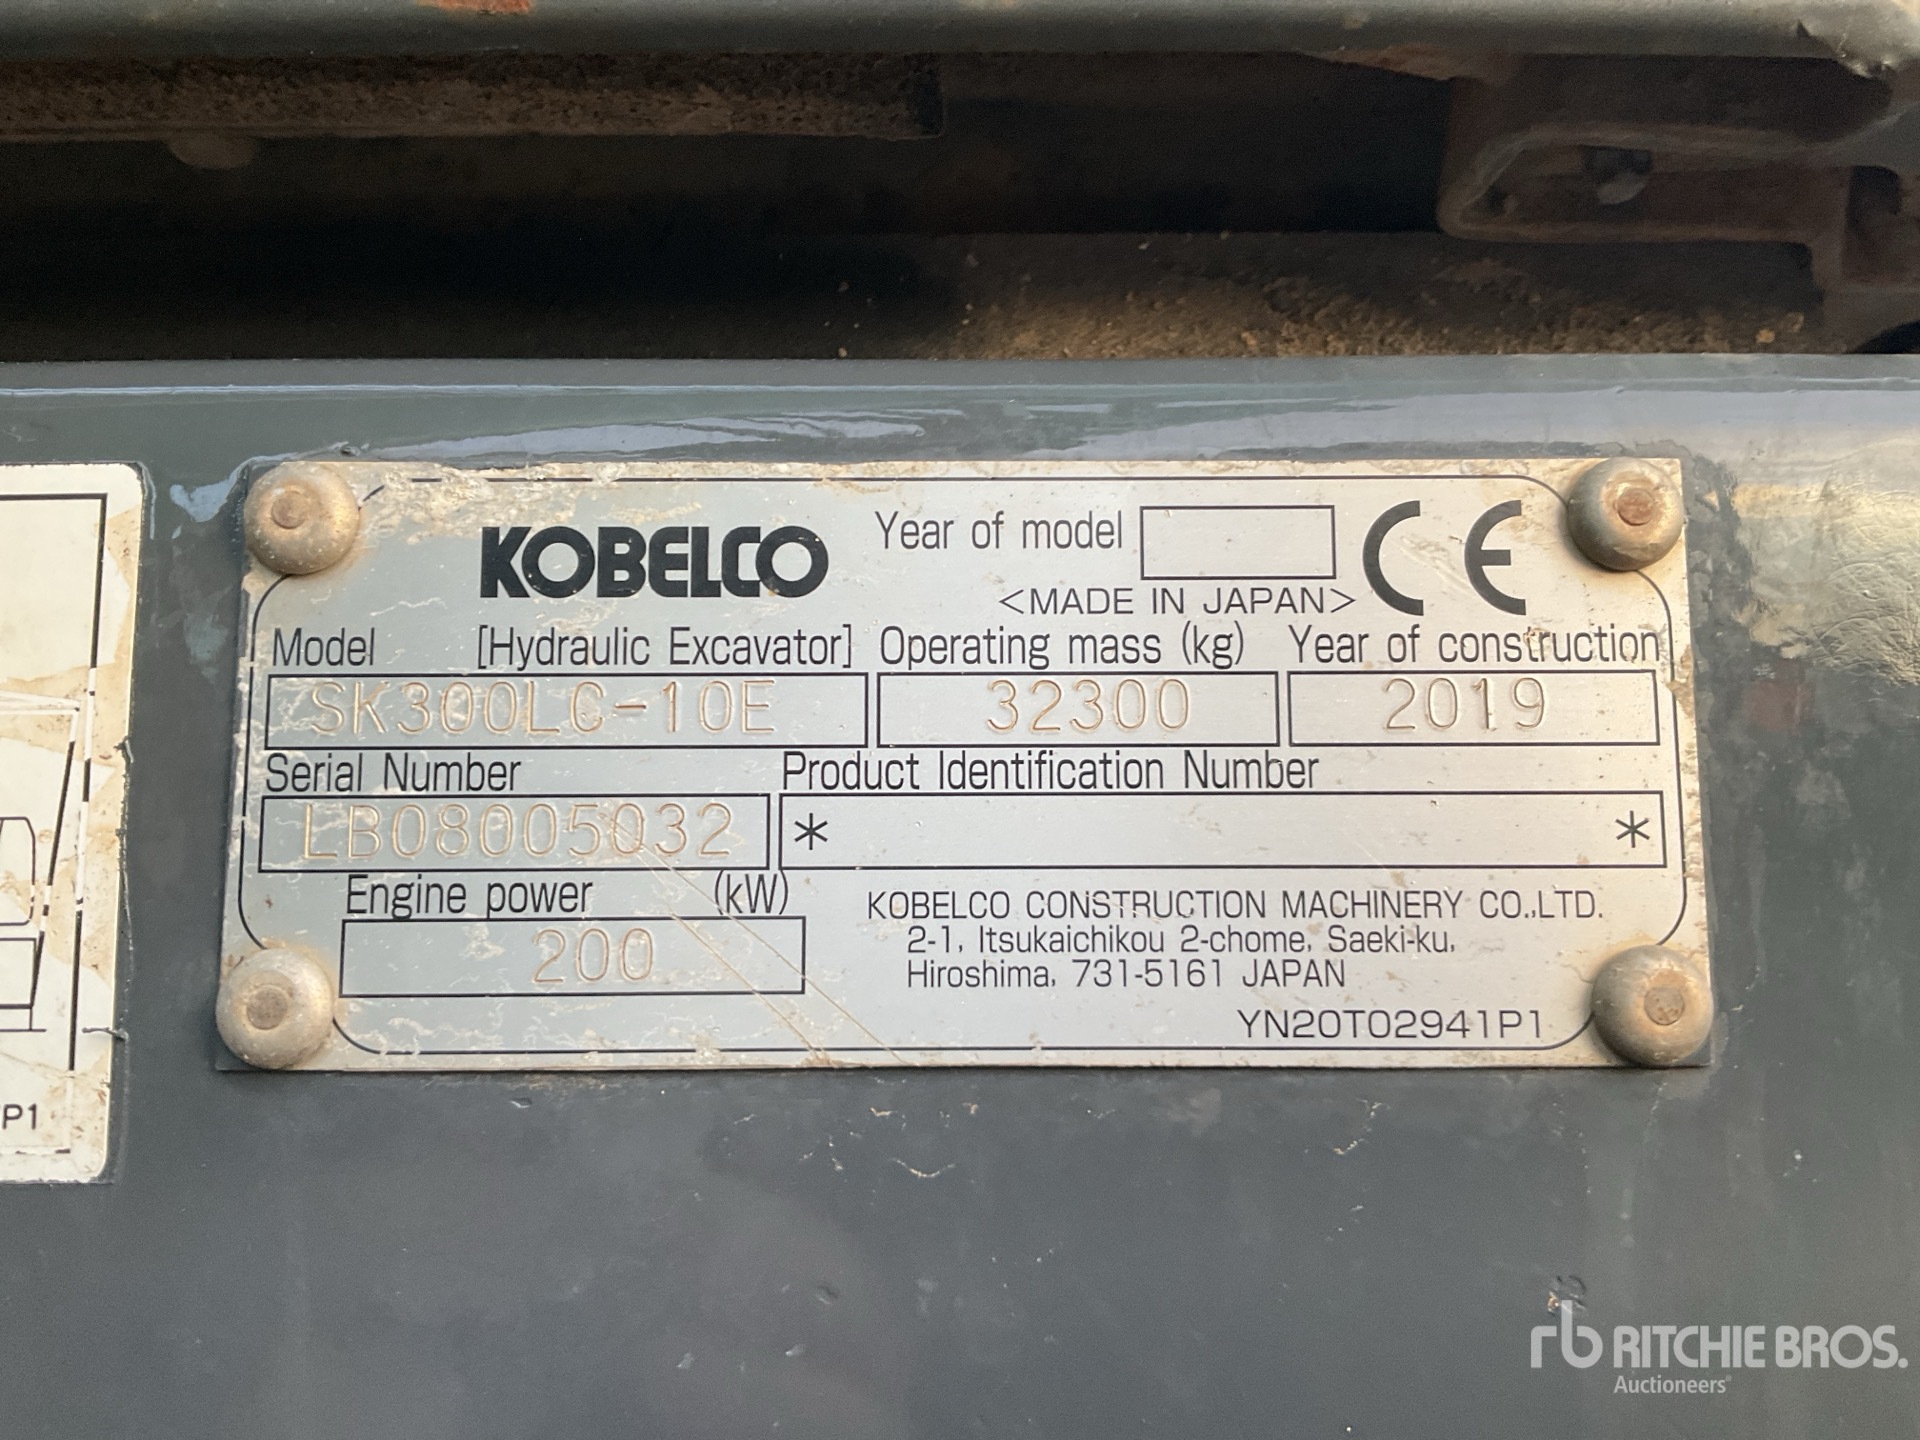 KOBELCO
Year of model
<MADE IN JAPAN>
CE
Model [Hydraulic Excavator] Operating mass (kg) Year of construction
SK300LC-10E 32300 2019
Serial Number Product Identification Number
LB08005032 * *
Engine power (kW)
200
KOBELCO CONSTRUCTION MACHINERY CO.,LTD.
2-1, Itsukaichikou 2-chome, Saeki-ku,
Hiroshima, 731-5161 JAPAN
YN20T02941P1
P1
rb RITCHIE BROS.
Auctioneers